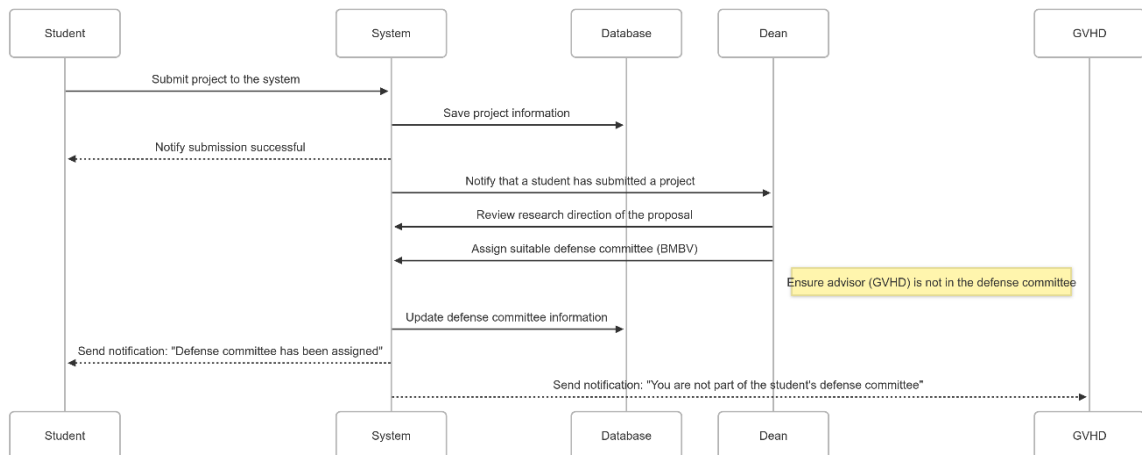 Student
System
Database
Dean
GVHD
Submit project to the system
Save project information
Notify submission successful
Notify that a student has submitted a project
Review research direction of the proposal
Assign suitable defense committee (BMBV)
Ensure advisor (GVHD) is not in the defense committee
Update defense committee information
Send notification: "Defense committee has been assigned"
Send notification: "You are not part of the student's defense committee"
Student
System
Database
Dean
GVHD